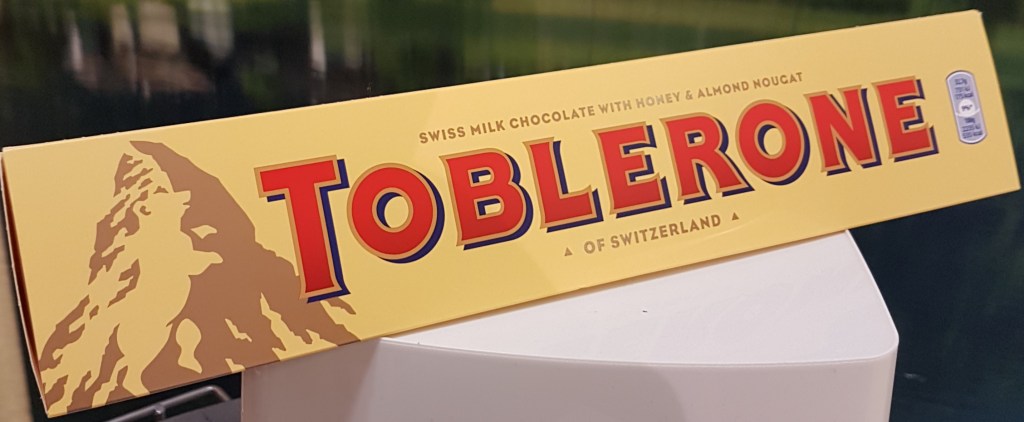 SWISS MILK CHOCOLATE WITH HONEY & ALMOND NOUGAT
TOBLERONE
OF SWITZERLAND